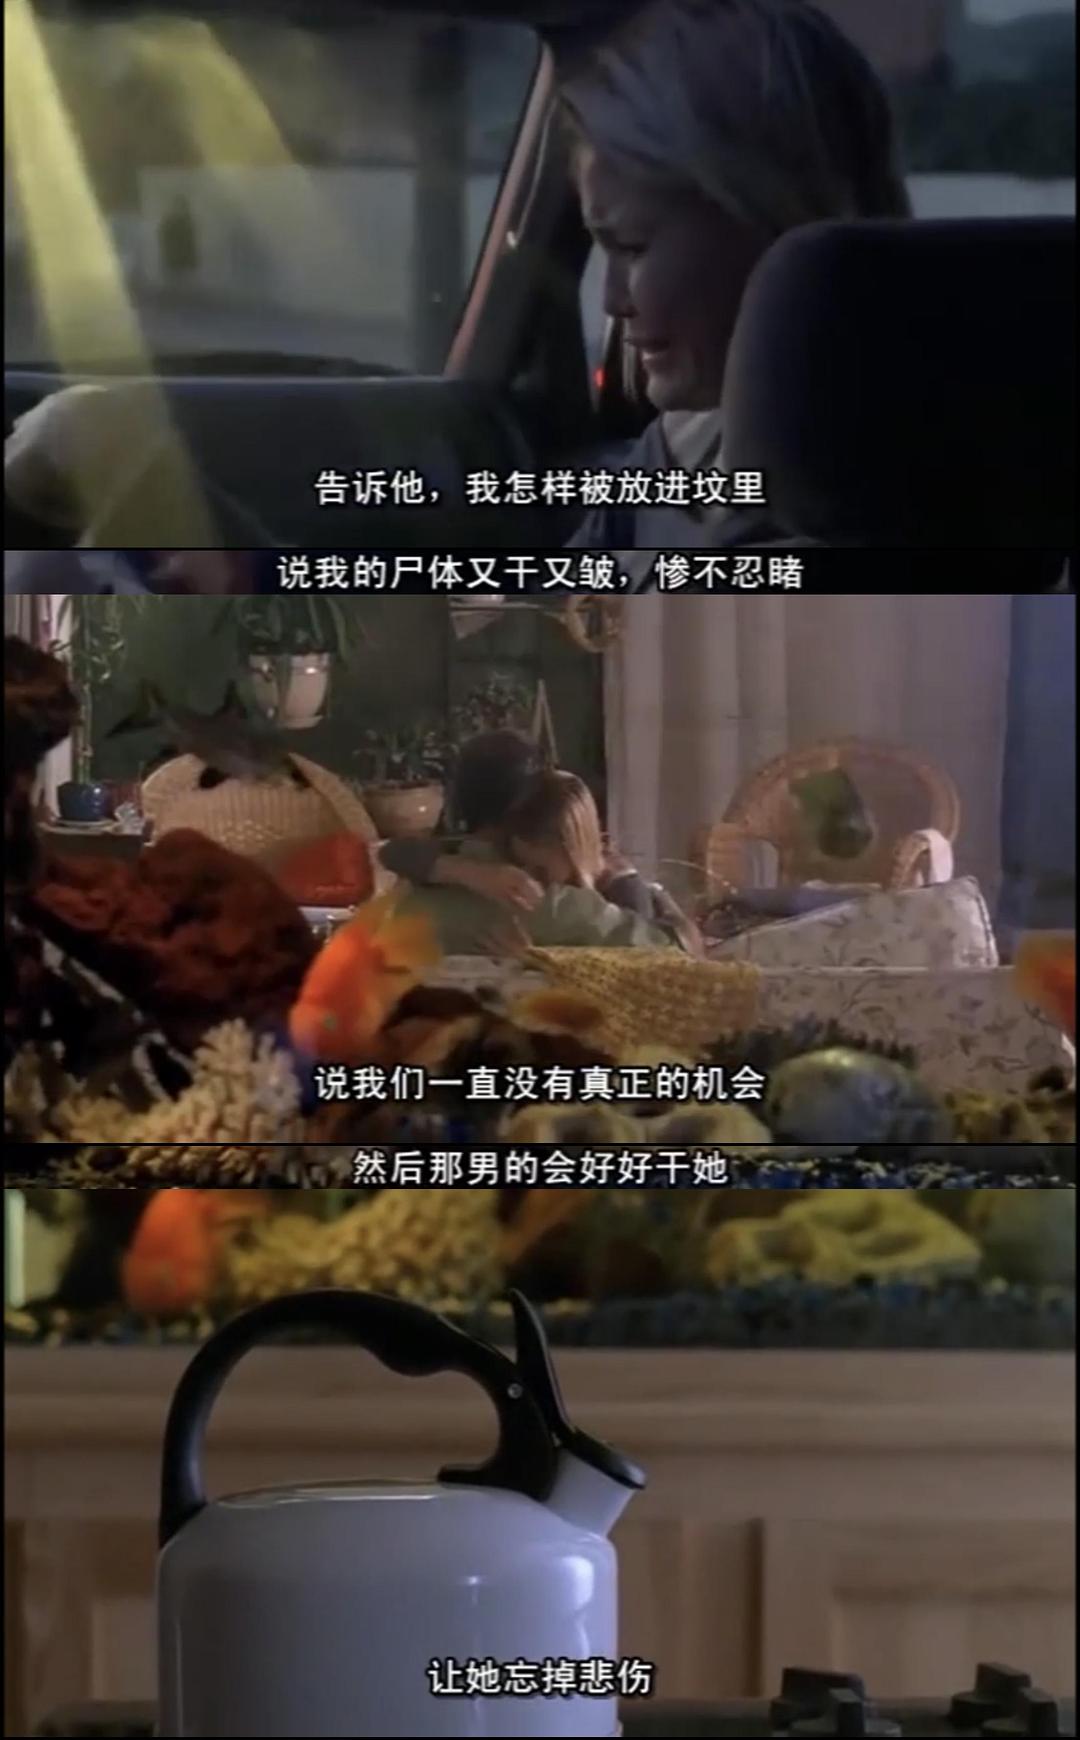 告诉他，我怎样被放进坟里
说我的尸体又干又皱，惨不忍睹
说我们一直没有真正的机会
然后那男的会好好干她
让她忘掉悲伤